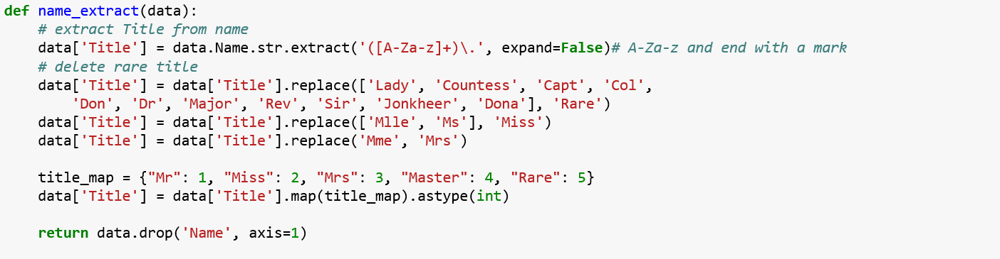 def name_extract(data):
    # extract Title from name
    data['Title'] = data.Name.str.extract('([A-Za-z]+)\.', expand=False)# A-Za-z and end with a mark
    # delete rare title
    data['Title'] = data['Title'].replace(['Lady', 'Countess', 'Capt', 'Col',
        'Don', 'Dr', 'Major', 'Rev', 'Sir', 'Jonkheer', 'Dona'], 'Rare')
    data['Title'] = data['Title'].replace(['Mlle', 'Ms'], 'Miss')
    data['Title'] = data['Title'].replace('Mme', 'Mrs')

    title_map = {"Mr": 1, "Miss": 2, "Mrs": 3, "Master": 4, "Rare": 5}
    data['Title'] = data['Title'].map(title_map).astype(int)

    return data.drop('Name', axis=1)